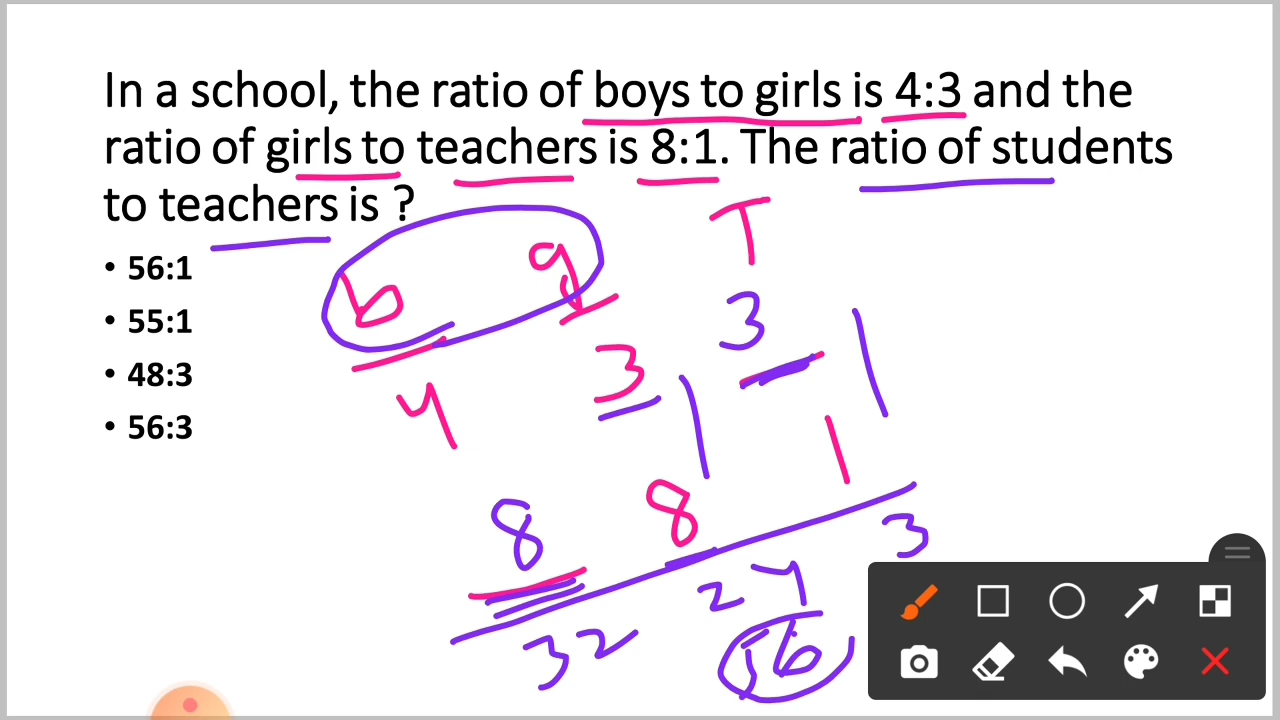 In a school, the ratio of boys to girls is 4:3 and the
ratio of girls to teachers is 8:1. The ratio of students
to teachers is ?
• 56:1
• 55:1
• 48:3
• 56:3
b g T
4 3 3
8 8 1
32 24 3
56